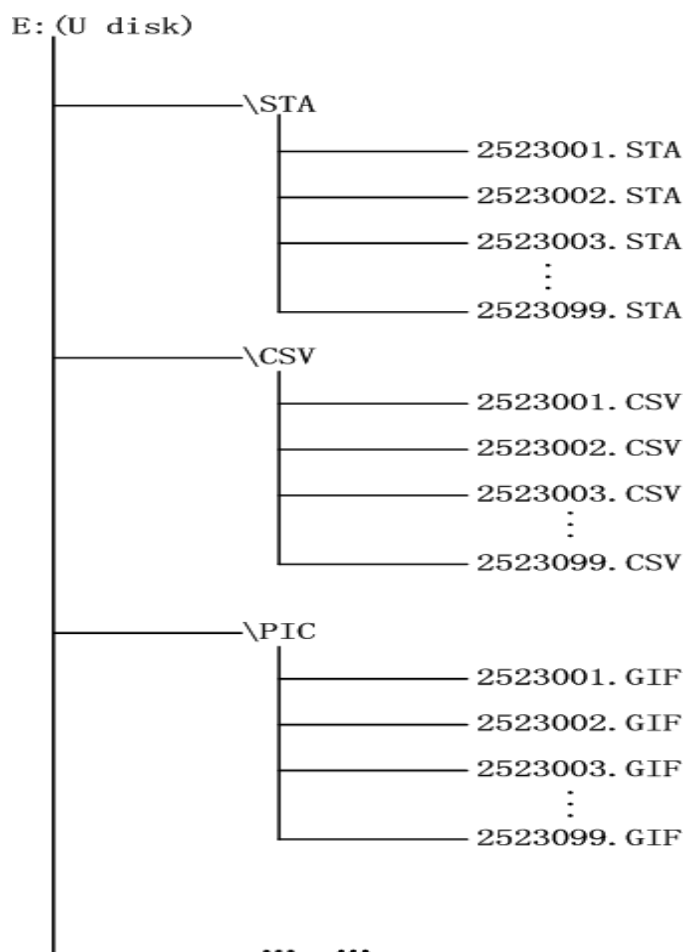 E:(U disk)
\STA
2523001.STA
2523002.STA
2523003.STA
⋮
2523099.STA
\CSV
2523001.CSV
2523002.CSV
2523003.CSV
⋮
2523099.CSV
\PIC
2523001.GIF
2523002.GIF
2523003.GIF
⋮
2523099.GIF